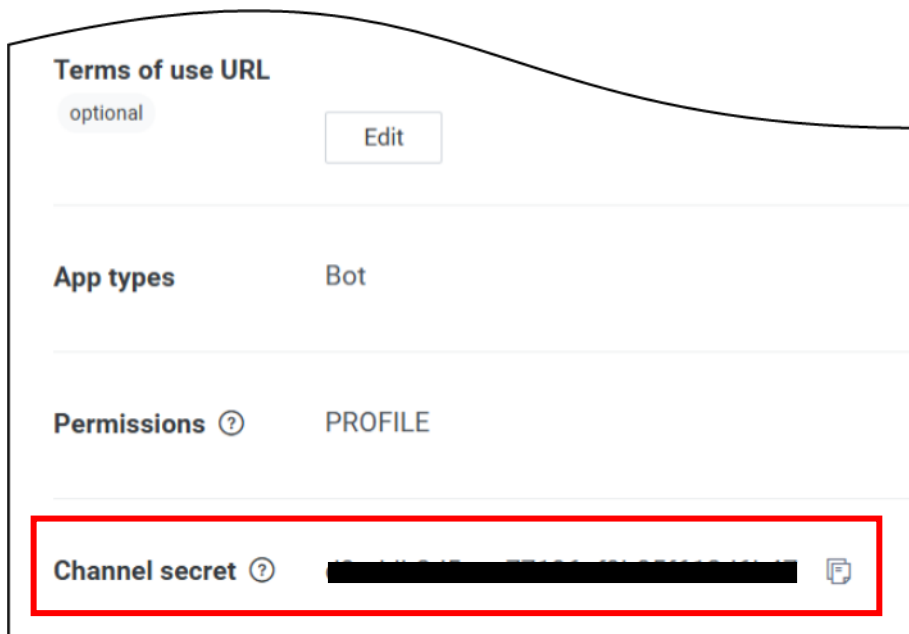 Terms of use URL
optional
Edit
App types Bot
Permissions ? PROFILE
Channel secret ?